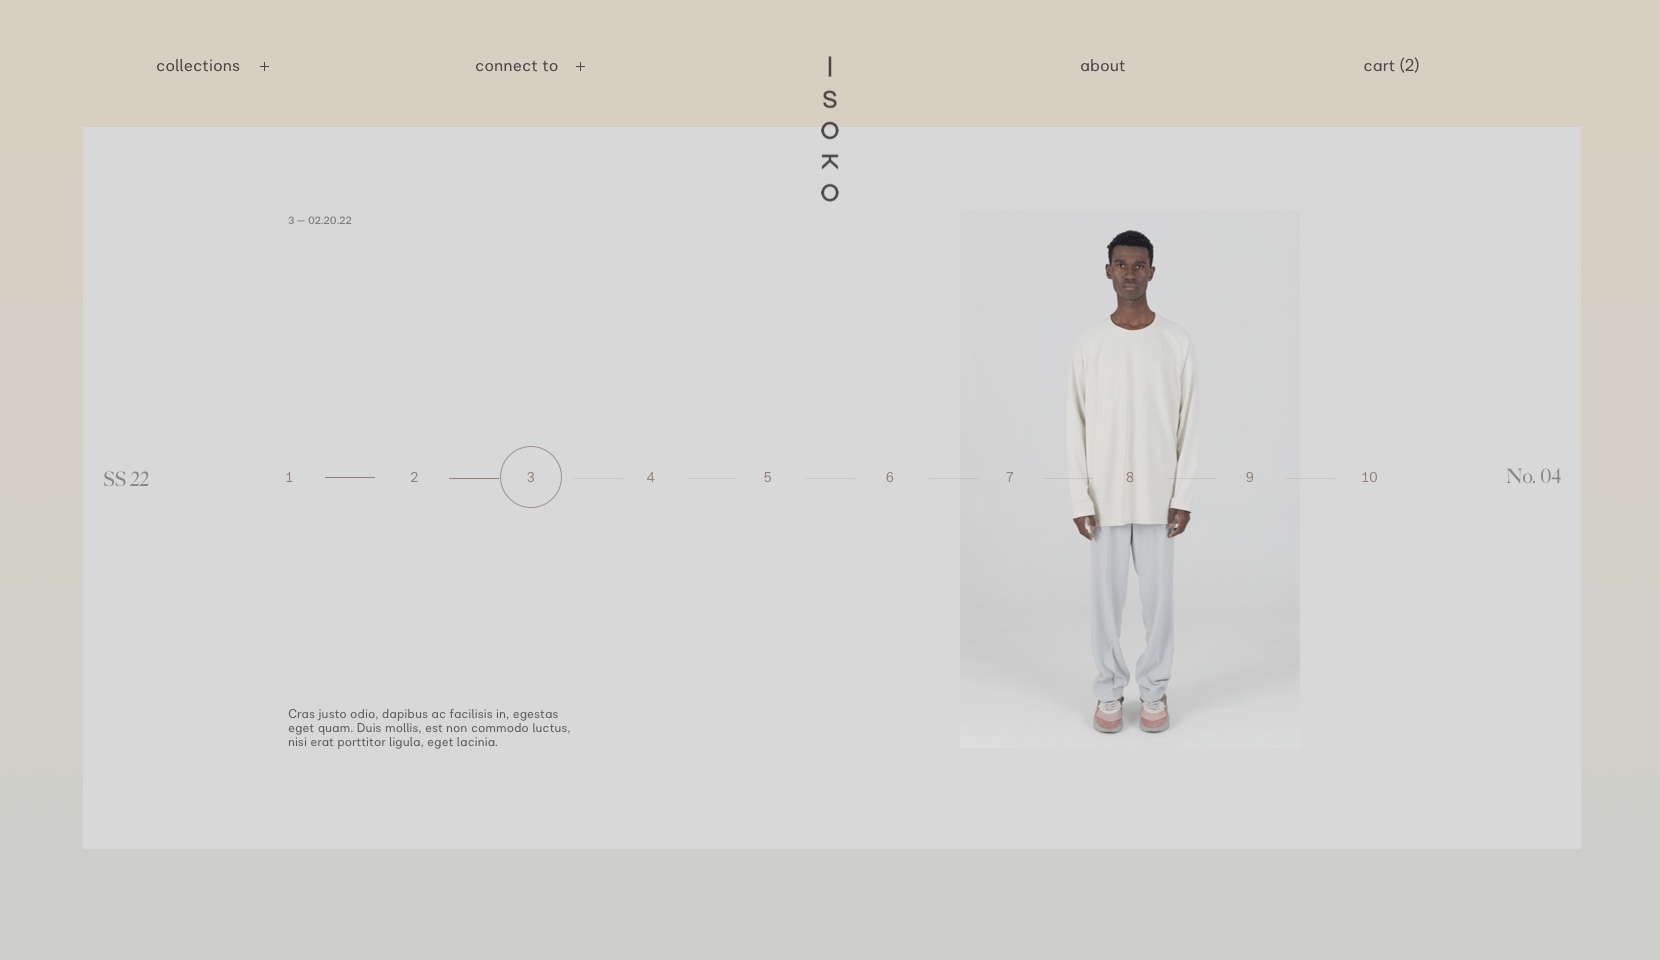 collections +
connect to +
ISOKO
about
cart (2)
3 — 02.20.22
SS 22
1
2
3
4
5
6
7
8
9
10
No. 04
Cras justo odio, dapibus ac facilisis in, egestas
eget quam. Duis mollis, est non commodo luctus,
nisi erat porttitor ligula, eget lacinia.